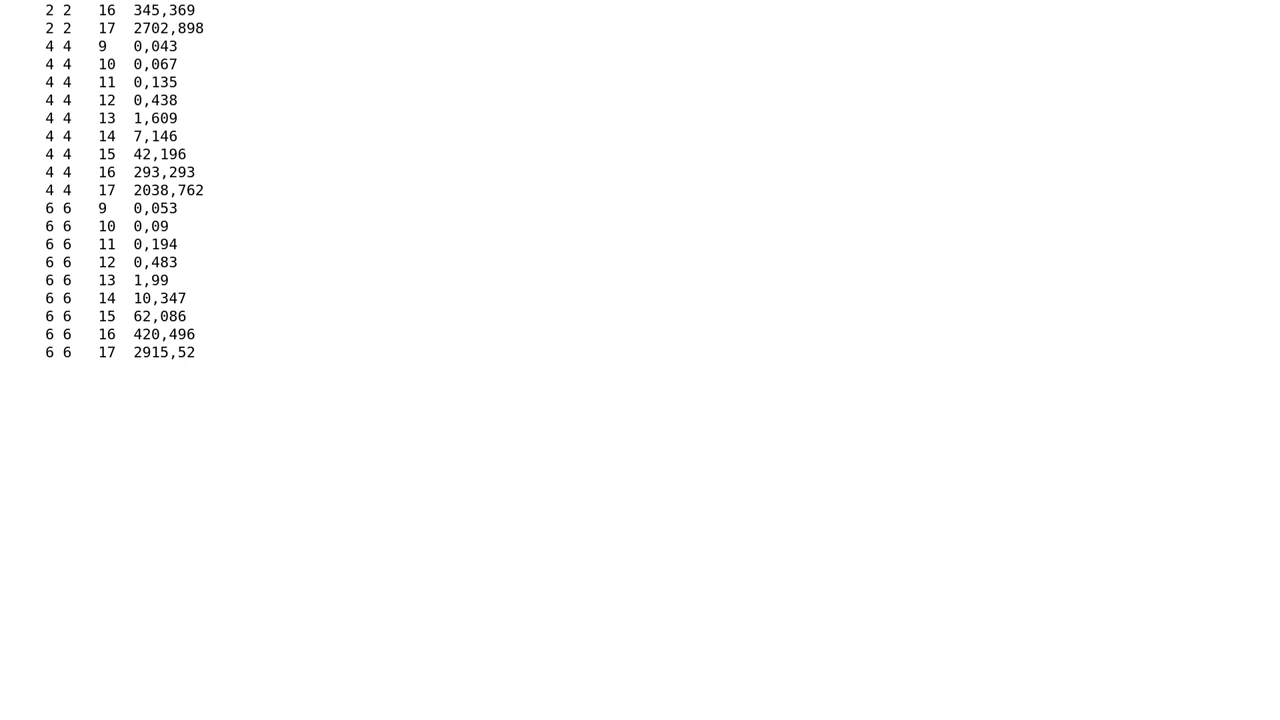 2 2 16 345,369
2 2 17 2702,898
4 4 9 0,043
4 4 10 0,067
4 4 11 0,135
4 4 12 0,438
4 4 13 1,609
4 4 14 7,146
4 4 15 42,196
4 4 16 293,293
4 4 17 2038,762
6 6 9 0,053
6 6 10 0,09
6 6 11 0,194
6 6 12 0,483
6 6 13 1,99
6 6 14 10,347
6 6 15 62,086
6 6 16 420,496
6 6 17 2915,52